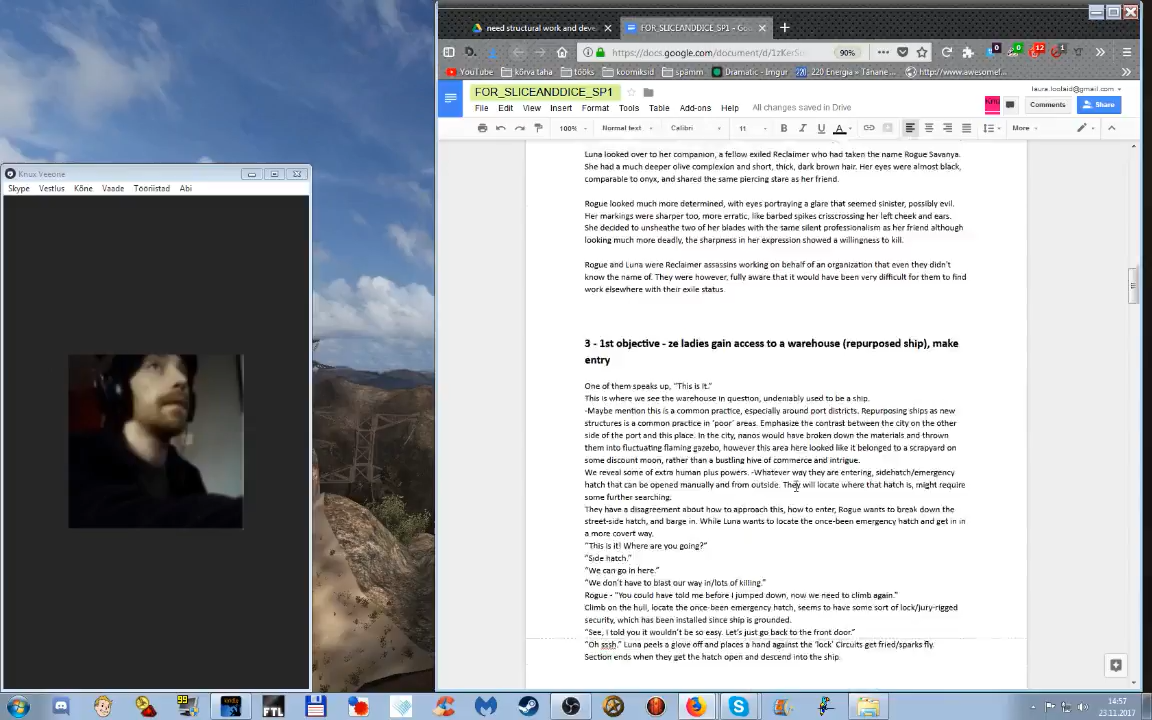 need structural work and deve
FOR_SLICEANDDICE_SP1 - Go
https://docs.google.com/document/d/1zKerSo
90%
0
0
12
1
YouTube
kõrva taha
tööks
koomiksid
spämm
Dramatic - Imgur
220 Energia » Tänane
http://www.awesome!
FOR_SLICEANDDICE_SP1
laura.loolaid@gmail.com
File Edit View Insert Format Tools Table Add-ons Help
All changes saved in Drive
Knu
Comments
Share
100%
Normal text
Calibri
11
B I U A
More
Knux Veeone
Skype Vestlus Kõne Vaade Tööriistad Abi
Luna looked over to her companion, a fellow exiled Reclaimer who had taken the name Rogue Savanya.
She had a much deeper olive complexion and short, thick, dark brown hair. Her eyes were almost black,
comparable to onyx, and shared the same piercing stare as her friend.
Rogue looked much more determined, with eyes portraying a glare that seemed sinister, possibly evil.
Her markings were sharper too, more erratic, like barbed spikes crisscrossing her left cheek and ears.
She decided to unsheathe two of her blades with the same silent professionalism as her friend although
looking much more deadly, the sharpness in her expression showed a willingness to kill.
Rogue and Luna were Reclaimer assassins working on behalf of an organization that even they didn't
know the name of. They were however, fully aware that it would have been very difficult for them to find
work elsewhere with their exile status.
3 - 1st objective - ze ladies gain access to a warehouse (repurposed ship), make
entry
One of them speaks up, "This is it."
This is where we see the warehouse in question, undeniably used to be a ship.
-Maybe mention this is a common practice, especially around port districts. Repurposing ships as new
structures is a common practice in 'poor' areas. Emphasize the contrast between the city on the other
side of the port and this place. In the city, nanos would have broken down the materials and thrown
them into fluctuating flaming gazebo, however this area here looked like it belonged to a scrapyard on
some discount moon, rather than a bustling hive of commerce and intrigue.
We reveal some of extra human plus powers. -Whatever way they are entering, sidehatch/emergency
hatch that can be opened manually and from outside. They will locate where that hatch is, might require
some further searching.
They have a disagreement about how to approach this, how to enter, Rogue wants to break down the
street-side hatch, and barge in. While Luna wants to locate the once-been emergency hatch and get in in
a more covert way.
"This is it! Where are you going?"
"Side hatch."
"We can go in here."
"We don't have to blast our way in/lots of killing."
Rogue - "You could have told me before I jumped down, now we need to climb again."
Climb on the hull, locate the once-been emergency hatch, seems to have some sort of lock/jury-rigged
security, which has been installed since ship is grounded.
"See, I told you it wouldn't be so easy. Let's just go back to the front door."
"Oh sssh." Luna peels a glove off and places a hand against the 'lock' Circuits get fried/sparks fly.
Section ends when they get the hatch open and descend into the ship.
99
kindle
FTL
14:57
23.11.2017